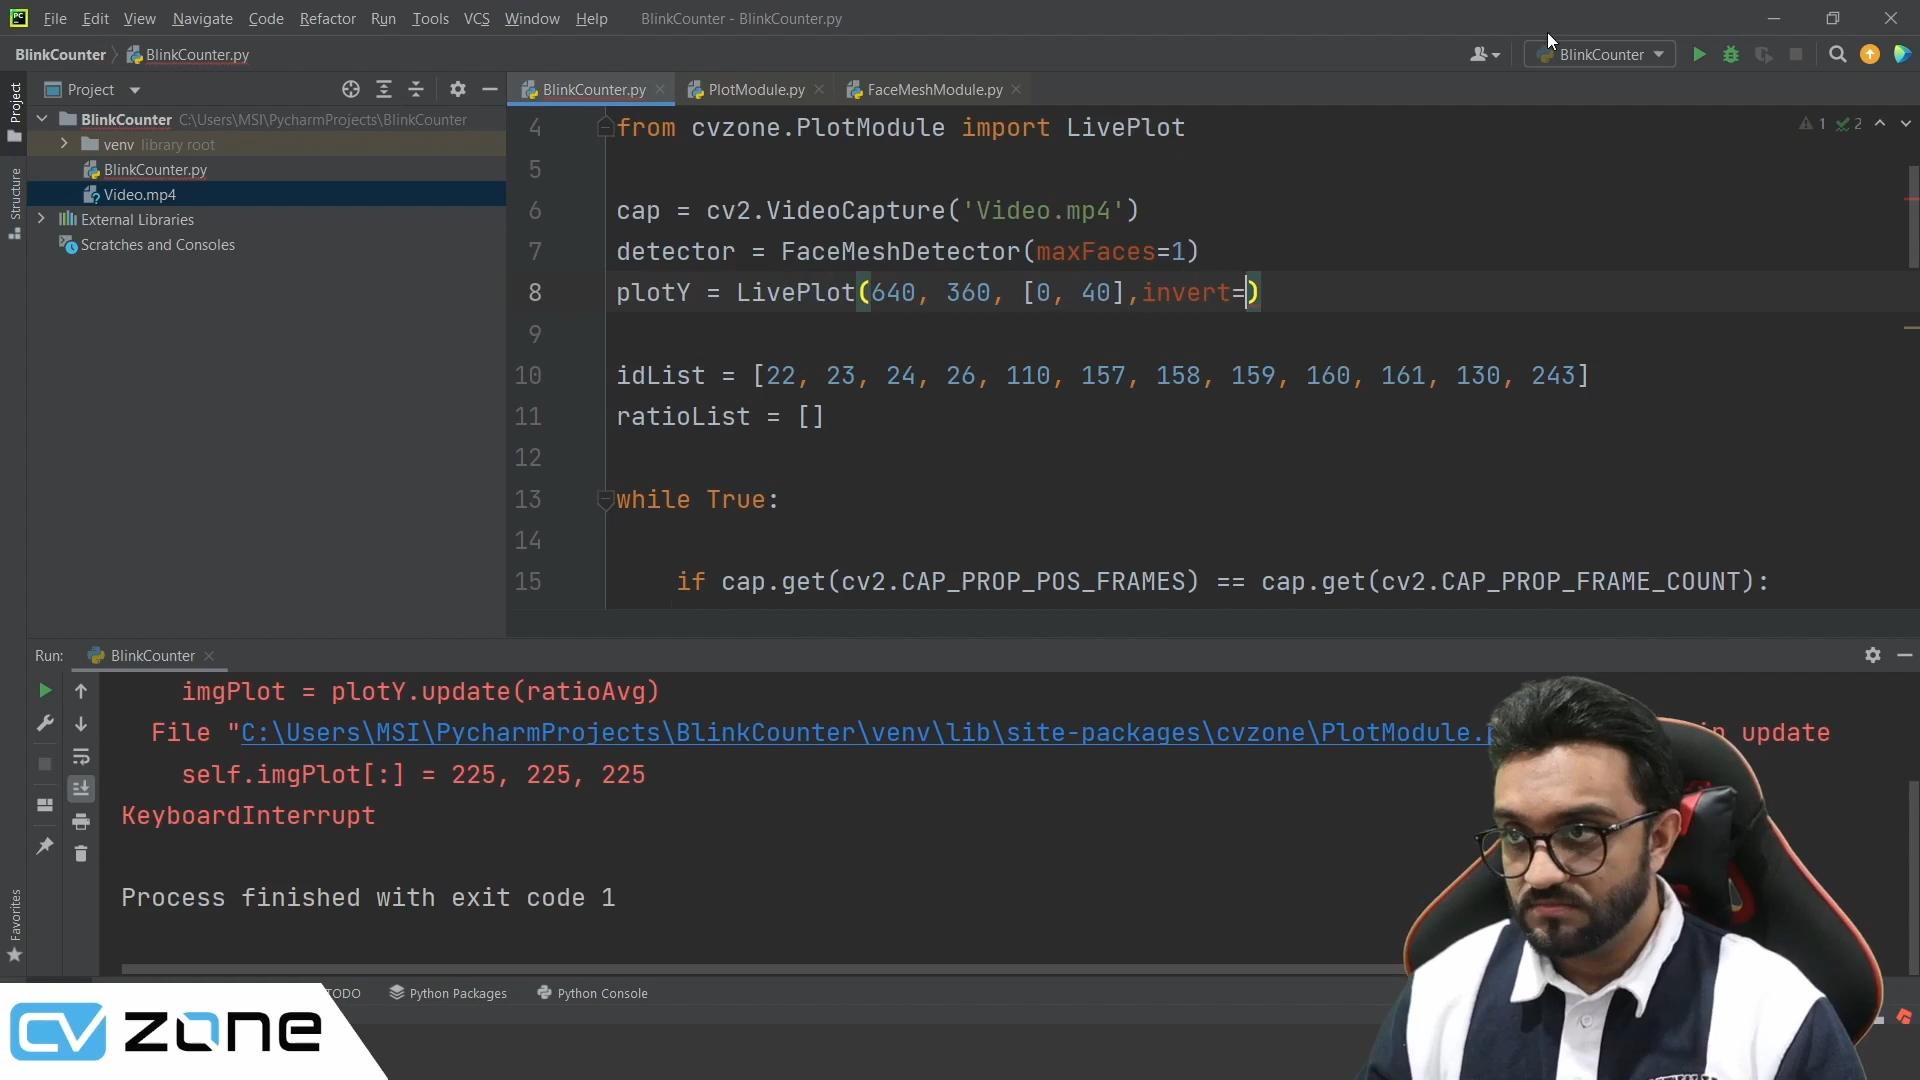 File Edit View Navigate Code Refactor Run Tools VCS Window Help BlinkCounter - BlinkCounter.py
BlinkCounter BlinkCounter.py BlinkCounter
Project BlinkCounter.py PlotModule.py FaceMeshModule.py
Project
Structure
Favorites
BlinkCounter C:\Users\MSI\PycharmProjects\BlinkCounter
venv library root
BlinkCounter.py
Video.mp4
External Libraries
Scratches and Consoles
1 2
4 from cvzone.PlotModule import LivePlot
5
6 cap = cv2.VideoCapture('Video.mp4')
7 detector = FaceMeshDetector(maxFaces=1)
8 plotY = LivePlot(640, 360, [0, 40],invert=)
9
10 idList = [22, 23, 24, 26, 110, 157, 158, 159, 160, 161, 130, 243]
11 ratioList = []
12
13 while True:
14
15 if cap.get(cv2.CAP_PROP_POS_FRAMES) == cap.get(cv2.CAP_PROP_FRAME_COUNT):
Run: BlinkCounter
imgPlot = plotY.update(ratioAvg)
File "C:\Users\MSI\PycharmProjects\BlinkCounter\venv\lib\site-packages\cvzone\PlotModule. update
self.imgPlot[:] = 225, 225, 225
KeyboardInterrupt
Process finished with exit code 1
TODO Python Packages Python Console
CV zone